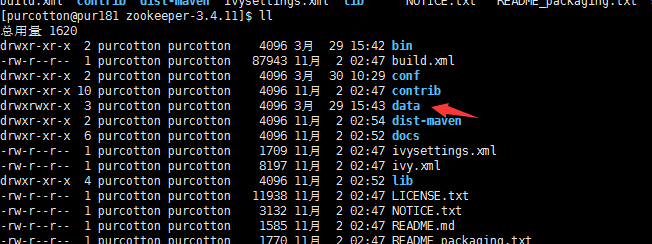 build.xml contrib dist-maven ivysettings.xml lib NOTICE.txt README_packaging.txt
[purcotton@pur181 zookeeper-3.4.11]$ ll
总用量 1620
drwxr-xr-x 2 purcotton purcotton 4096 3月 29 15:42 bin
-rw-r--r-- 1 purcotton purcotton 87943 11月 2 02:47 build.xml
drwxr-xr-x 2 purcotton purcotton 4096 3月 30 10:29 conf
drwxr-xr-x 10 purcotton purcotton 4096 11月 2 02:47 contrib
drwxrwxr-x 3 purcotton purcotton 4096 3月 29 15:43 data
drwxr-xr-x 2 purcotton purcotton 4096 11月 2 02:54 dist-maven
drwxr-xr-x 6 purcotton purcotton 4096 11月 2 02:52 docs
-rw-r--r-- 1 purcotton purcotton 1709 11月 2 02:47 ivysettings.xml
-rw-r--r-- 1 purcotton purcotton 8197 11月 2 02:47 ivy.xml
drwxr-xr-x 4 purcotton purcotton 4096 11月 2 02:52 lib
-rw-r--r-- 1 purcotton purcotton 11938 11月 2 02:47 LICENSE.txt
-rw-r--r-- 1 purcotton purcotton 3132 11月 2 02:47 NOTICE.txt
-rw-r--r-- 1 purcotton purcotton 1585 11月 2 02:47 README.md
-rw-r--r-- 1 purcotton purcotton 1770 11月 2 02:47 README_packaging.txt